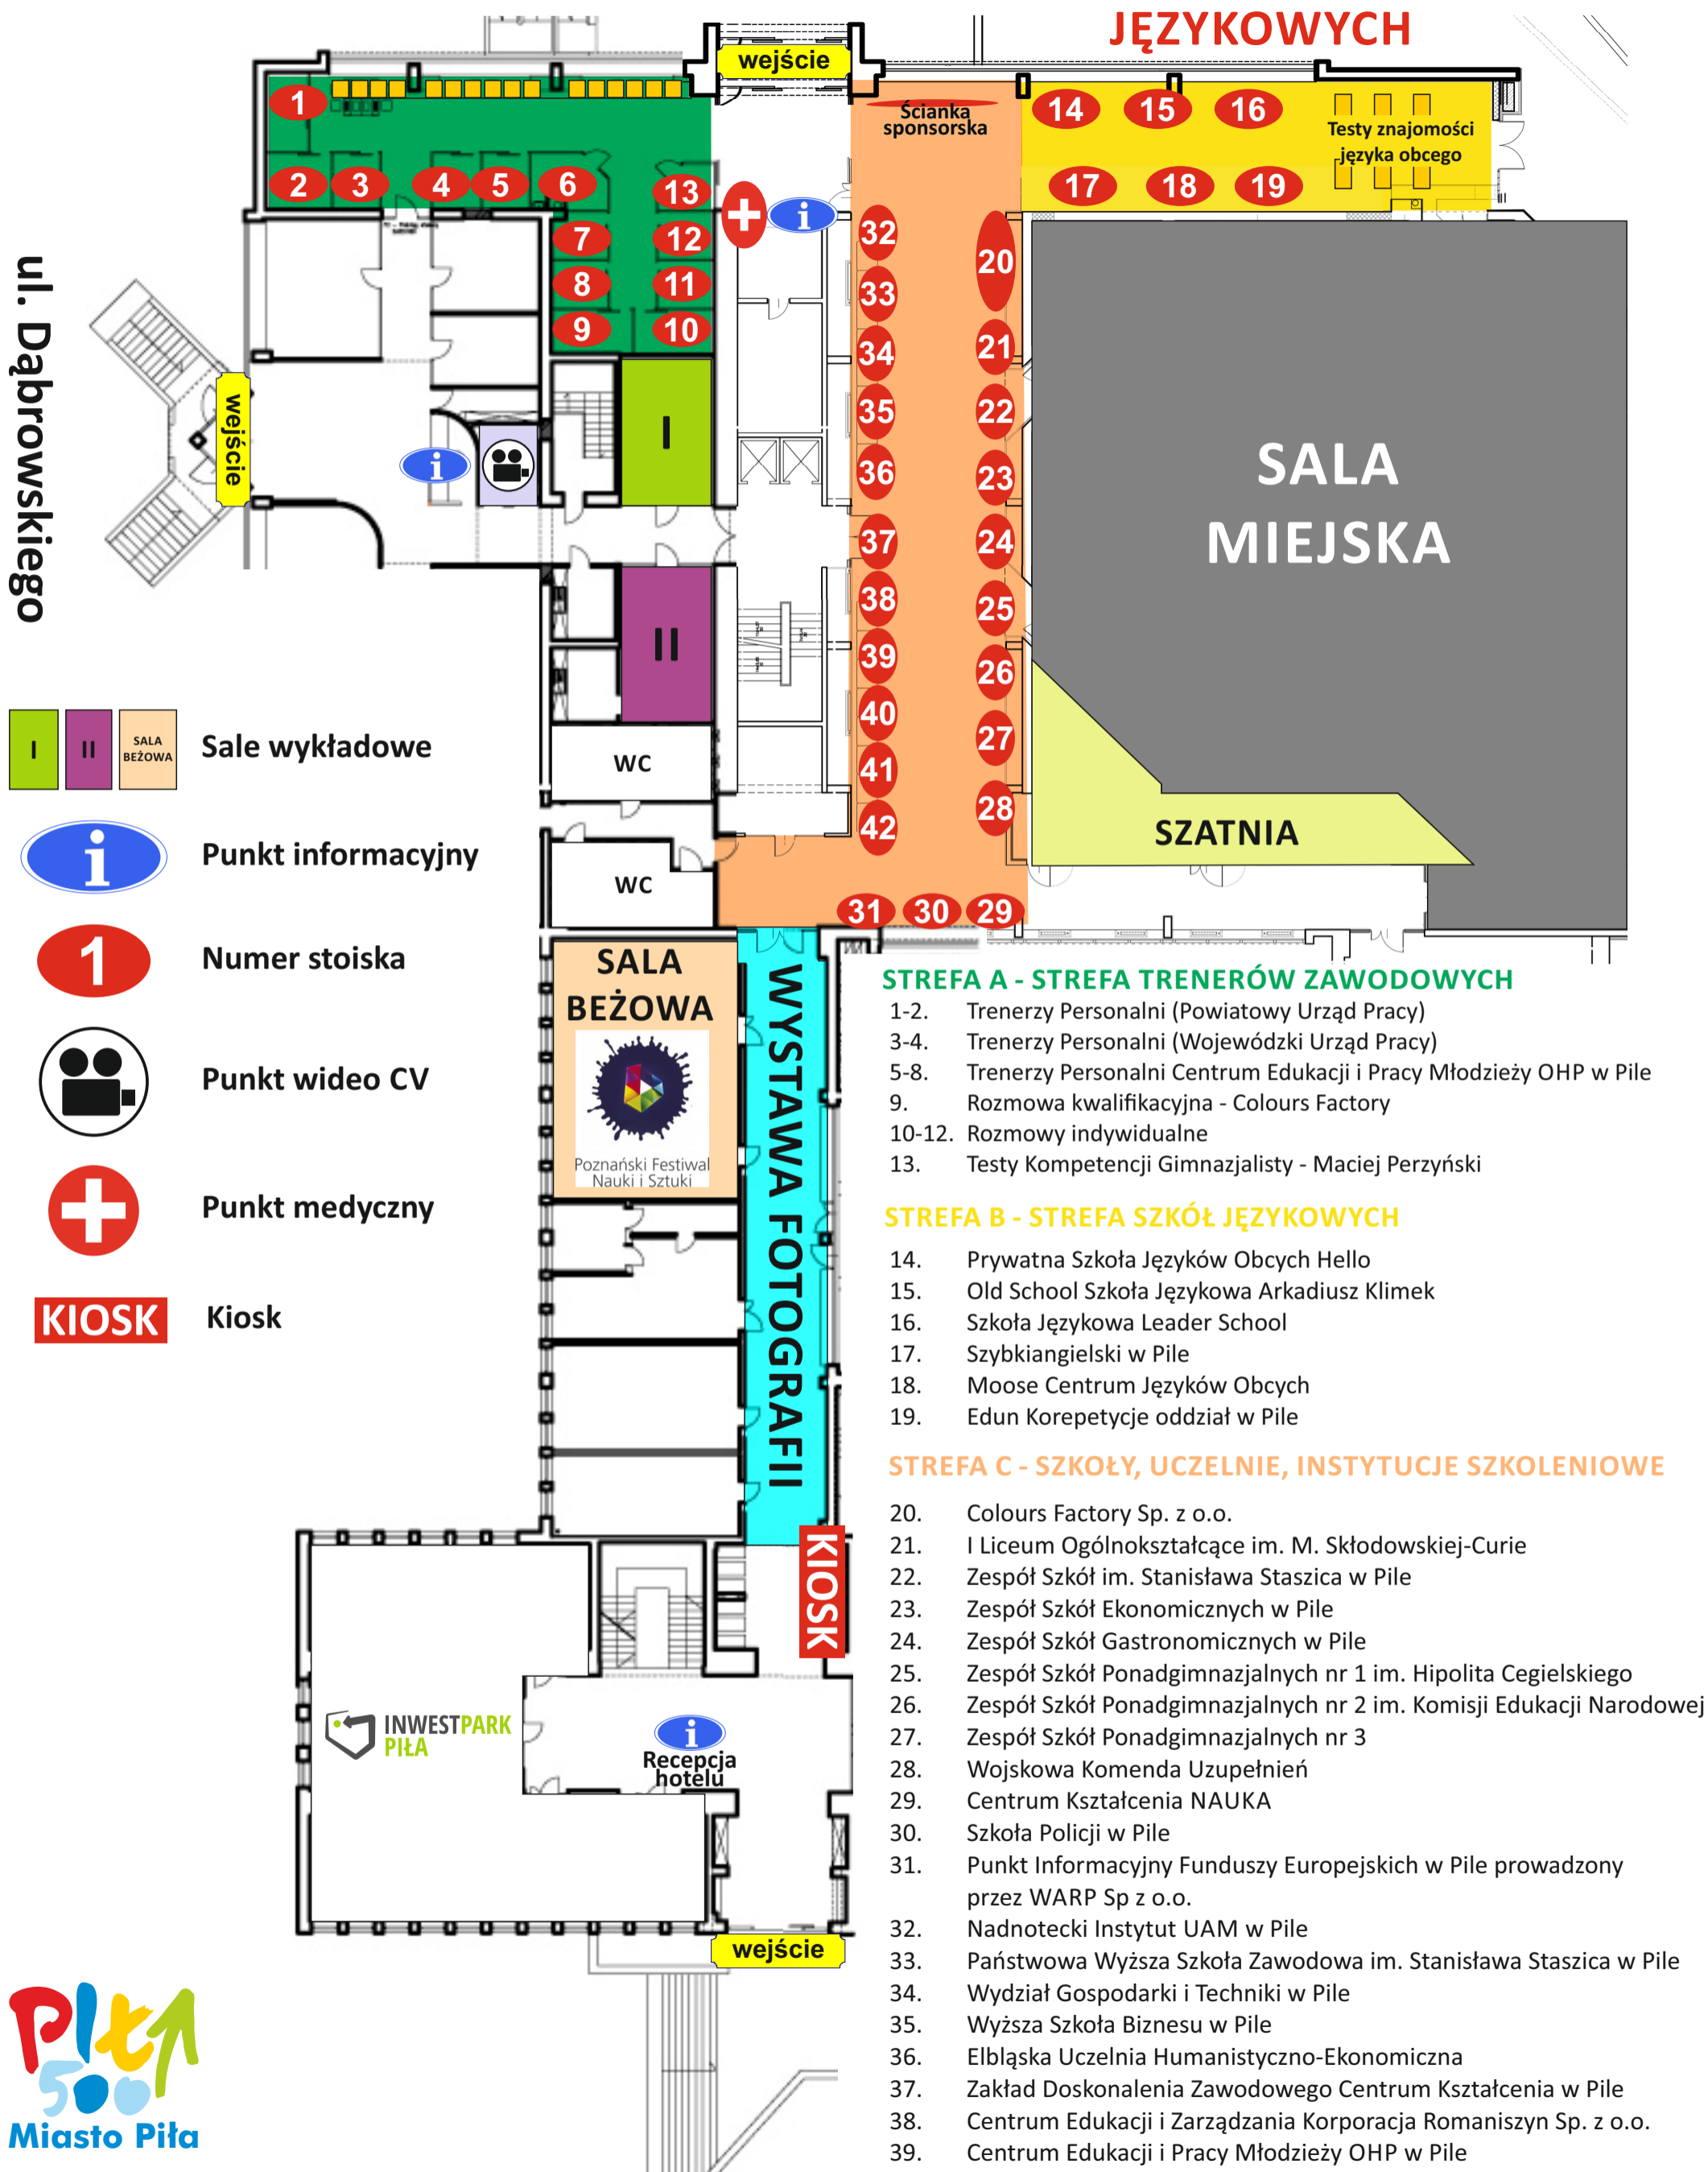 JĘZYKOWYCH
wejście
1
2
3
4
5
6
13
7
12
8
11
9
10
i
Ścianka
sponsorska
14
15
16
17
18
19
Testy znajomości
języka obcego
32
33
34
35
36
37
38
39
40
41
42
20
21
22
23
24
25
26
27
28
31
30
29
SALA
MIEJSKA
SZATNIA
ul. Dąbrowskiego
wejście
i
I
II
WC
WC
SALA
BEŻOWA
Poznański Festiwal
Nauki i Sztuki
WYSTAWA FOTOGRAFII
KIOSK
INWESTPARK
PIŁA
i
Recepcja
hotelu
wejście
I
II
SALA
BEŻOWA
Sale wykładowe
i
Punkt informacyjny
1
Numer stoiska
Punkt wideo CV
Punkt medyczny
KIOSK
Kiosk
PIŁA
500
Miasto Piła
STREFA A - STREFA TRENERÓW ZAWODOWYCH
1-2. Trenerzy Personalni (Powiatowy Urząd Pracy)
3-4. Trenerzy Personalni (Wojewódzki Urząd Pracy)
5-8. Trenerzy Personalni Centrum Edukacji i Pracy Młodzieży OHP w Pile
9. Rozmowa kwalifikacyjna - Colours Factory
10-12. Rozmowy indywidualne
13. Testy Kompetencji Gimnazjalisty - Maciej Perzyński
STREFA B - STREFA SZKÓŁ JĘZYKOWYCH
14. Prywatna Szkoła Języków Obcych Hello
15. Old School Szkoła Językowa Arkadiusz Klimek
16. Szkoła Językowa Leader School
17. Szybkiangielski w Pile
18. Moose Centrum Języków Obcych
19. Edun Korepetycje oddział w Pile
STREFA C - SZKOŁY, UCZELNIE, INSTYTUCJE SZKOLENIOWE
20. Colours Factory Sp. z o.o.
21. I Liceum Ogólnokształcące im. M. Skłodowskiej-Curie
22. Zespół Szkół im. Stanisława Staszica w Pile
23. Zespół Szkół Ekonomicznych w Pile
24. Zespół Szkół Gastronomicznych w Pile
25. Zespół Szkół Ponadgimnazjalnych nr 1 im. Hipolita Cegielskiego
26. Zespół Szkół Ponadgimnazjalnych nr 2 im. Komisji Edukacji Narodowej
27. Zespół Szkół Ponadgimnazjalnych nr 3
28. Wojskowa Komenda Uzupełnień
29. Centrum Kształcenia NAUKA
30. Szkoła Policji w Pile
31. Punkt Informacyjny Funduszy Europejskich w Pile prowadzony
przez WARP Sp z o.o.
32. Nadnotecki Instytut UAM w Pile
33. Państwowa Wyższa Szkoła Zawodowa im. Stanisława Staszica w Pile
34. Wydział Gospodarki i Techniki w Pile
35. Wyższa Szkoła Biznesu w Pile
36. Elbląska Uczelnia Humanistyczno-Ekonomiczna
37. Zakład Doskonalenia Zawodowego Centrum Kształcenia w Pile
38. Centrum Edukacji i Zarządzania Korporacja Romaniszyn Sp. z o.o.
39. Centrum Edukacji i Pracy Młodzieży OHP w Pile